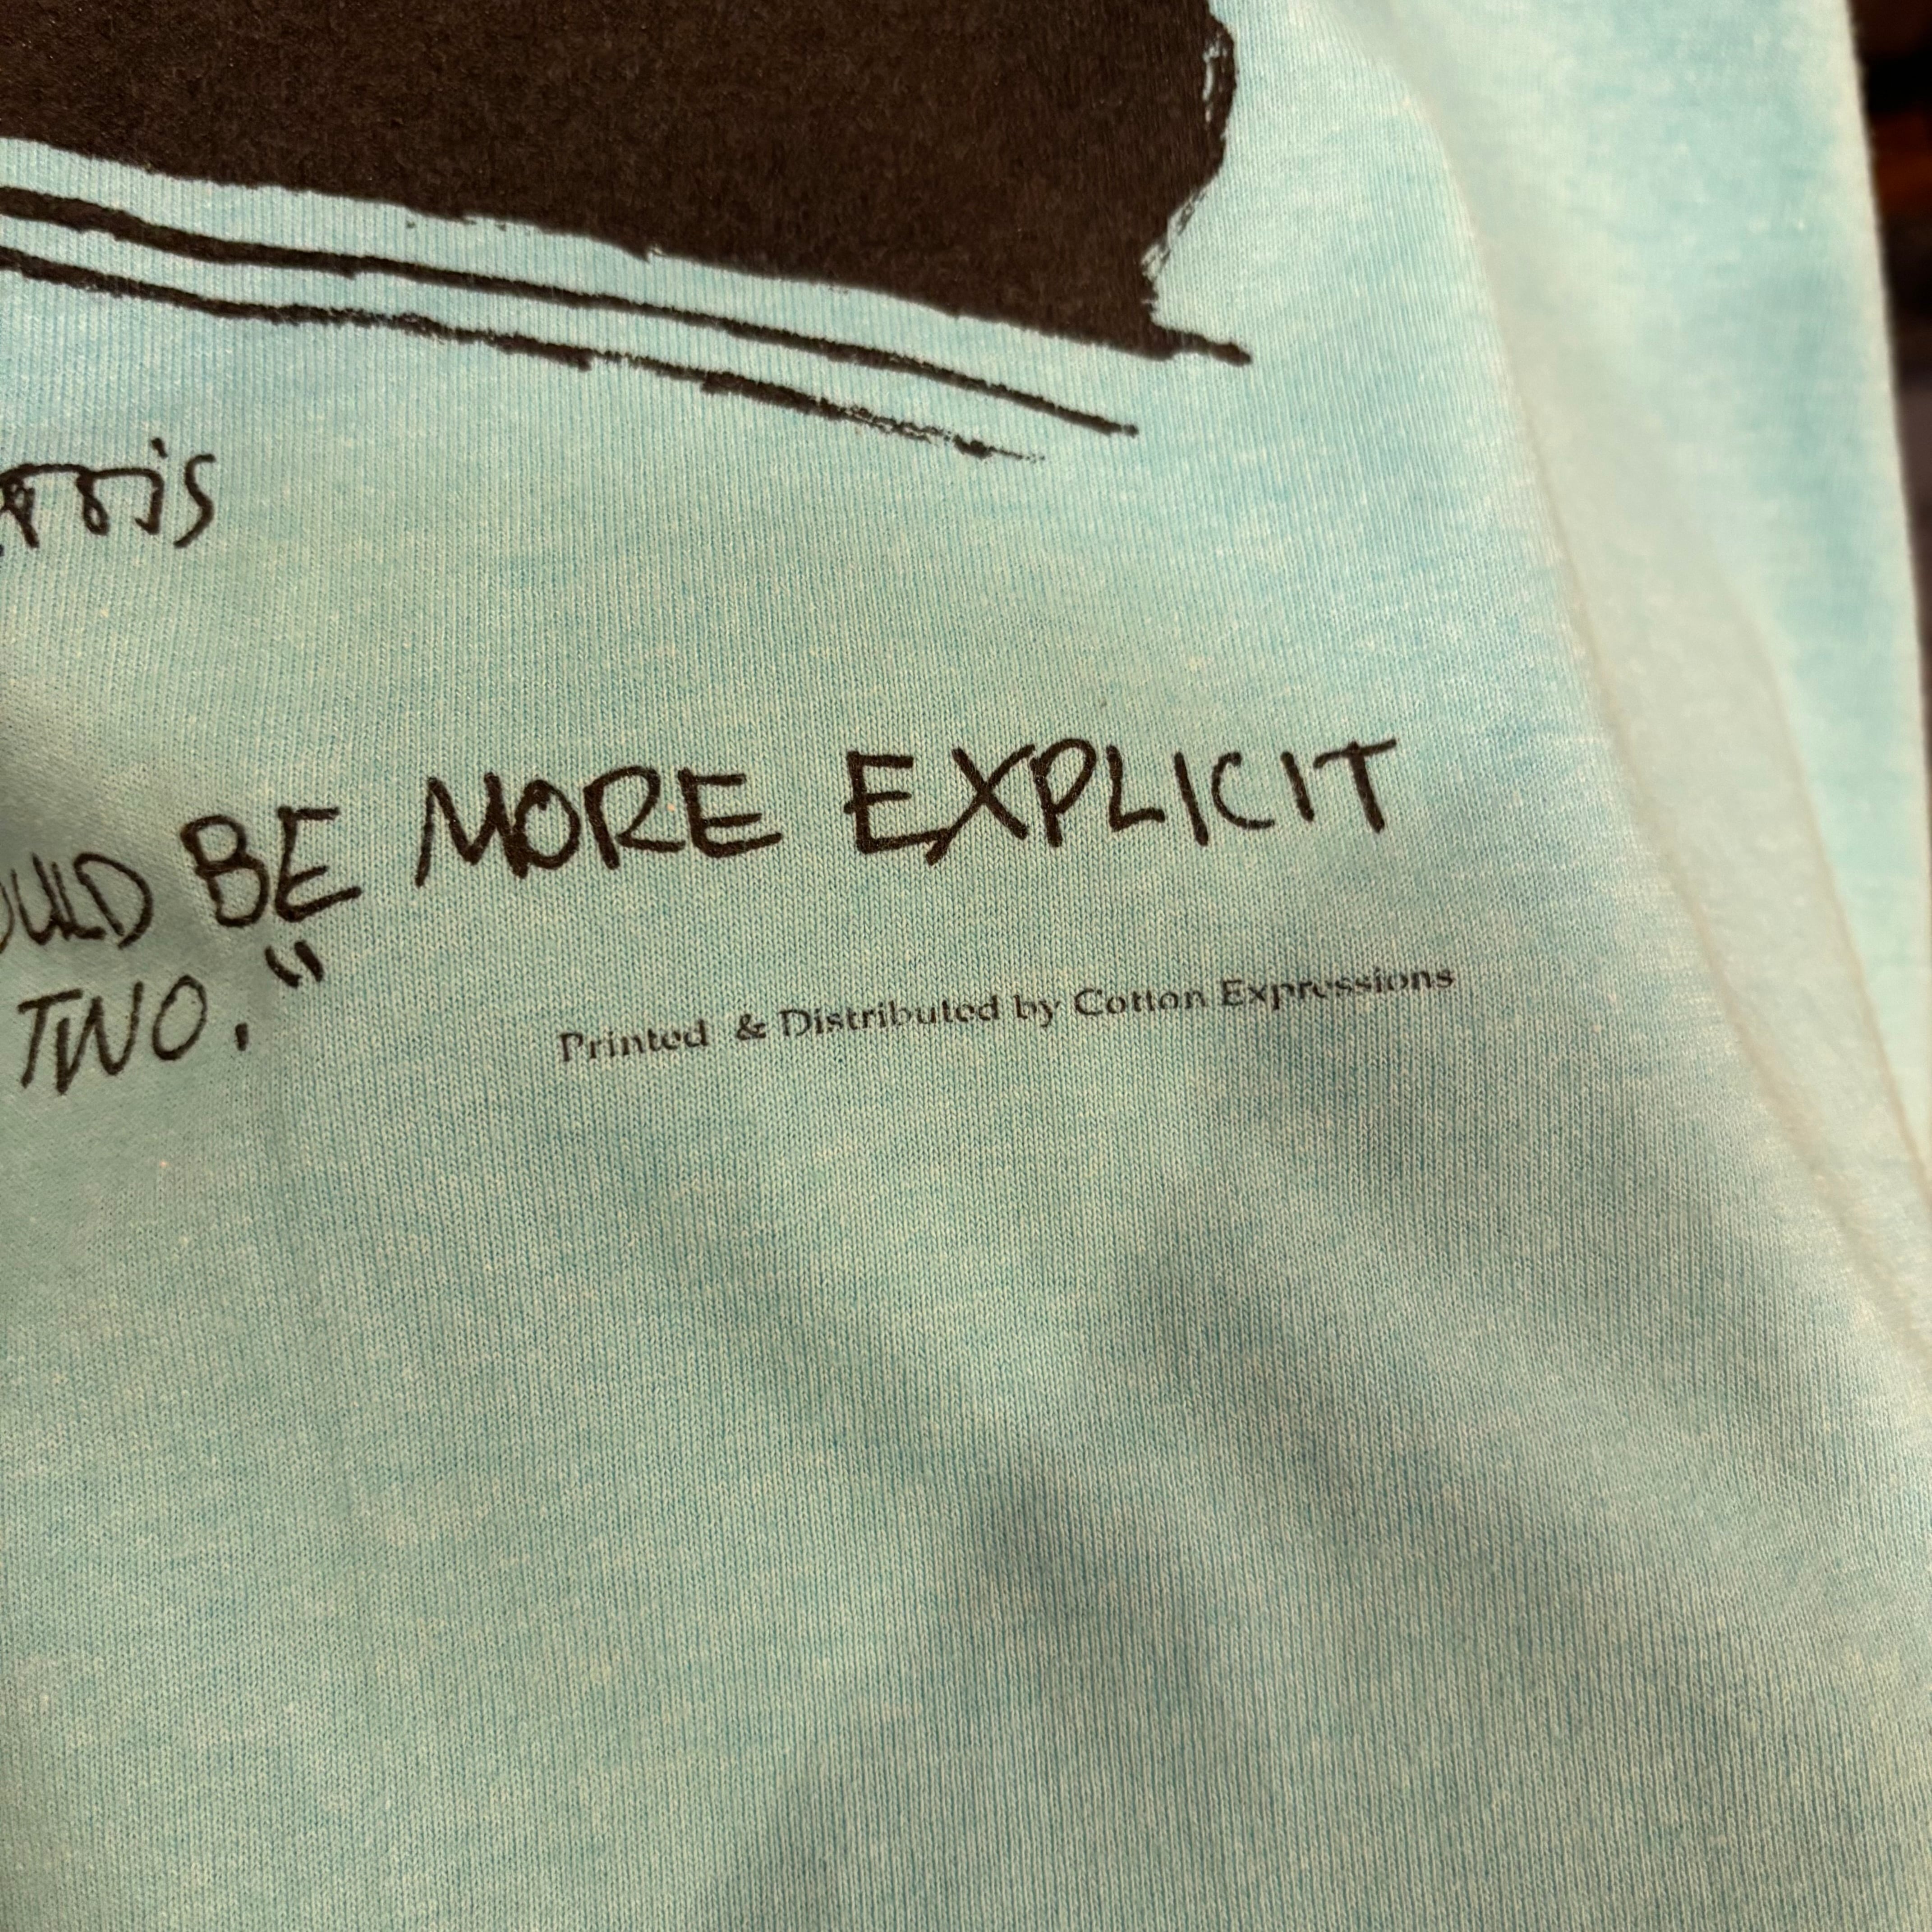 BE MORE EXPLICIT
TWO."
Printed & Distributed by Cotton Expressions